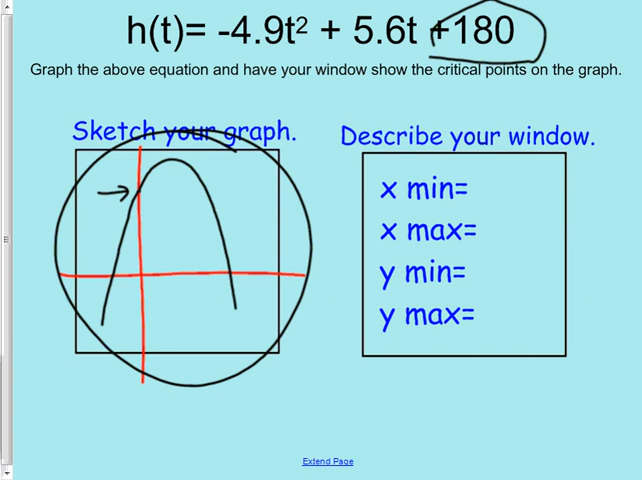 h(t)= -4.9t² + 5.6t +180
Graph the above equation and have your window show the critical points on the graph.
Sketch your graph.
Describe your window.
x min=
x max=
y min=
y max=
Extend Page